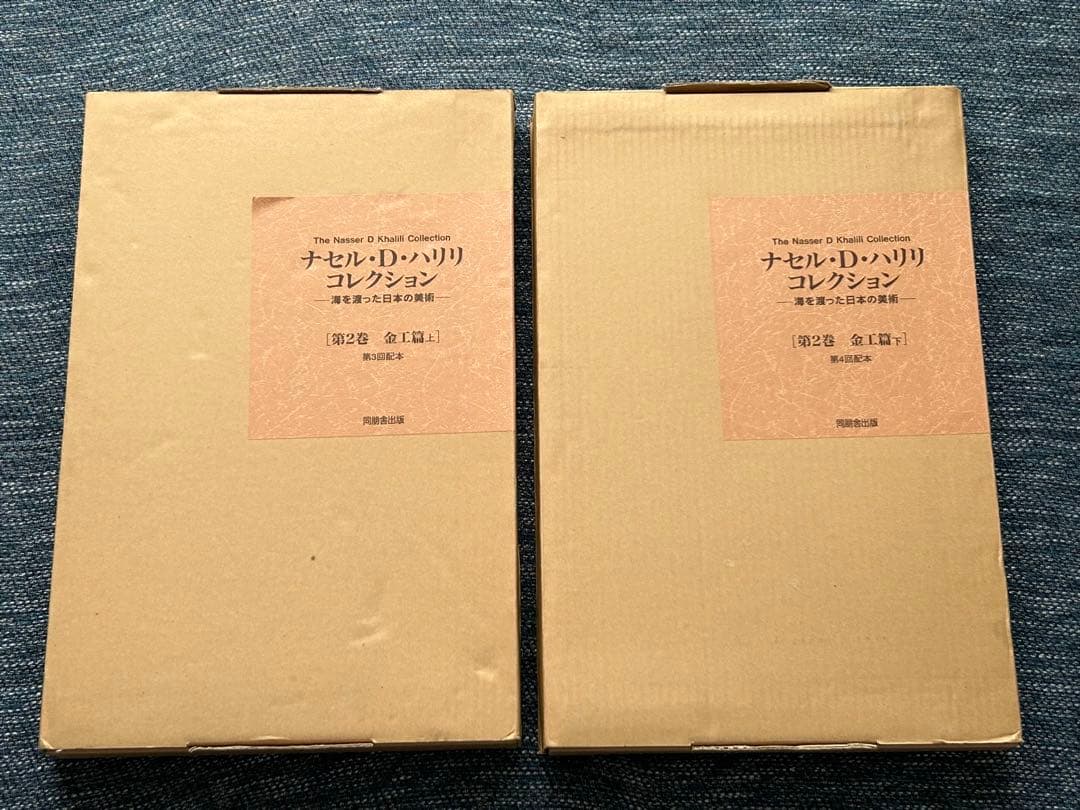 The Nasser D Khalili Collection
ナセル・D・ハリリ
コレクション
―海を渡った日本の美術―
[第2巻 金工篇上]
第3回配本
同朋舎出版
The Nasser D Khalili Collection
ナセル・D・ハリリ
コレクション
―海を渡った日本の美術―
[第2巻 金工篇下]
第4回配本
同朋舎出版